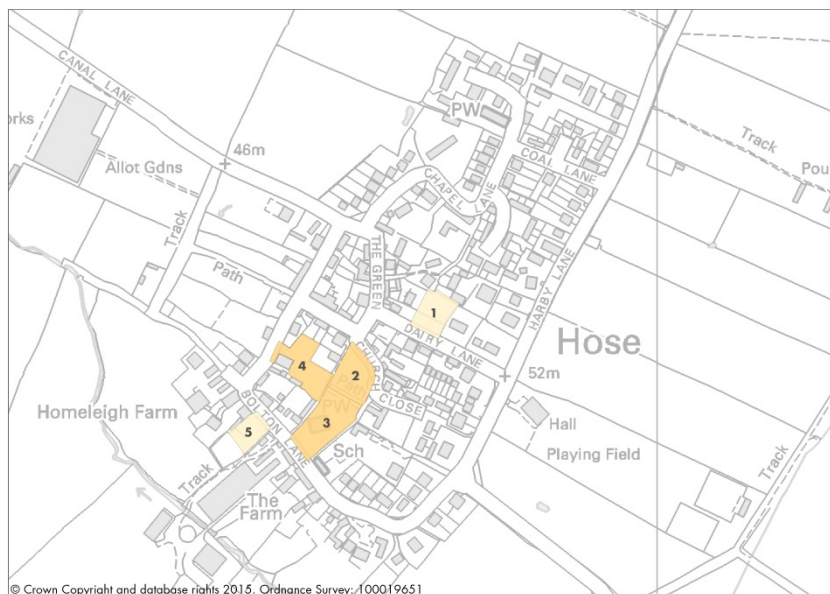 CANAL LANE
orks
46m
Allot Gdns
Track
Path
PW
COAL LANE
CHAPEL LANE
THE GREEN
Track
Pou
1
DAIRY LANE
HARBY LANE
Hose
52m
4
2
CHURCH CLOSE
Path
PW
3
Sch
Homeleigh Farm
BOLTON LANE
5
Track
The
Farm
Hall
Playing Field
Track
© Crown Copyright and database rights 2015. Ordnance Survey: 100019651